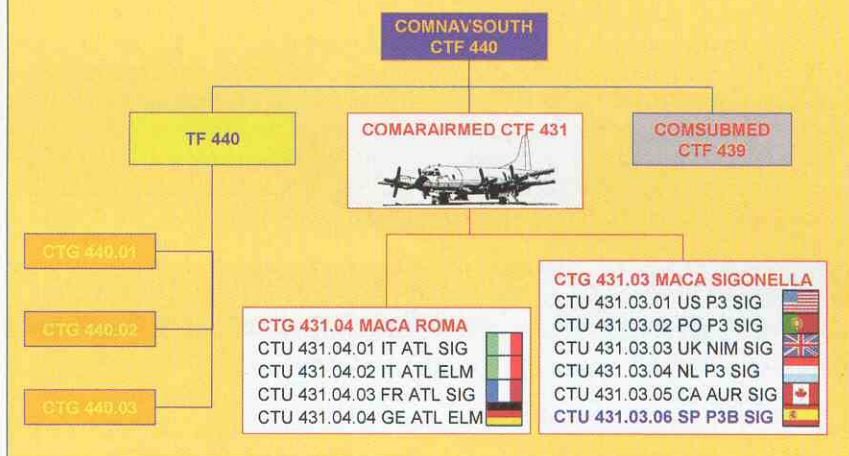 COMNAVSOUTH
CTF 440
TF 440
COMARAIRMED CTF 431
COMSUBMED
CTF 439
CTG 440.01
CTG 440.02
CTG 440.03
CTG 431.04 MACA ROMA
CTU 431.04.01 IT ATL SIG
CTU 431.04.02 IT ATL ELM
CTU 431.04.03 FR ATL SIG
CTU 431.04.04 GE ATL ELM
CTG 431.03 MACA SIGONELLA
CTU 431.03.01 US P3 SIG
CTU 431.03.02 PO P3 SIG
CTU 431.03.03 UK NIM SIG
CTU 431.03.04 NL P3 SIG
CTU 431.03.05 CA AUR SIG
CTU 431.03.06 SP P3B SIG